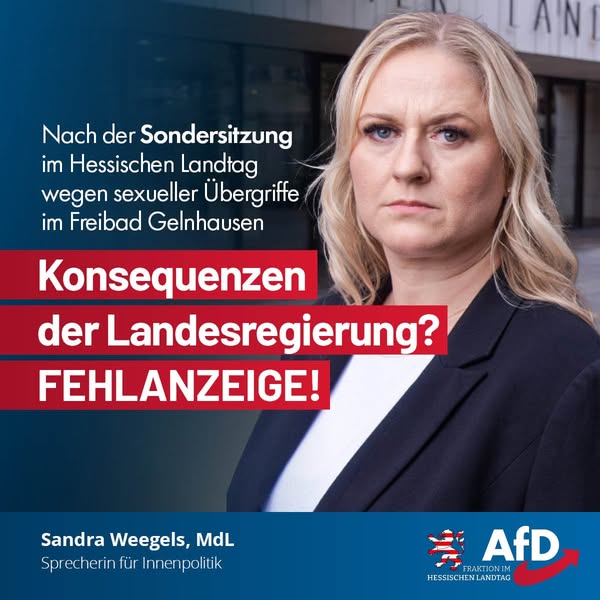 LAND
Nach der Sondersitzung
im Hessischen Landtag
wegen sexueller Übergriffe
im Freibad Gelnhausen
Konsequenzen
der Landesregierung?
FEHLANZEIGE!
Sandra Weegels, MdL
Sprecherin für Innenpolitik
AfD
FRAKTION IM
HESSISCHEN LANDTAG